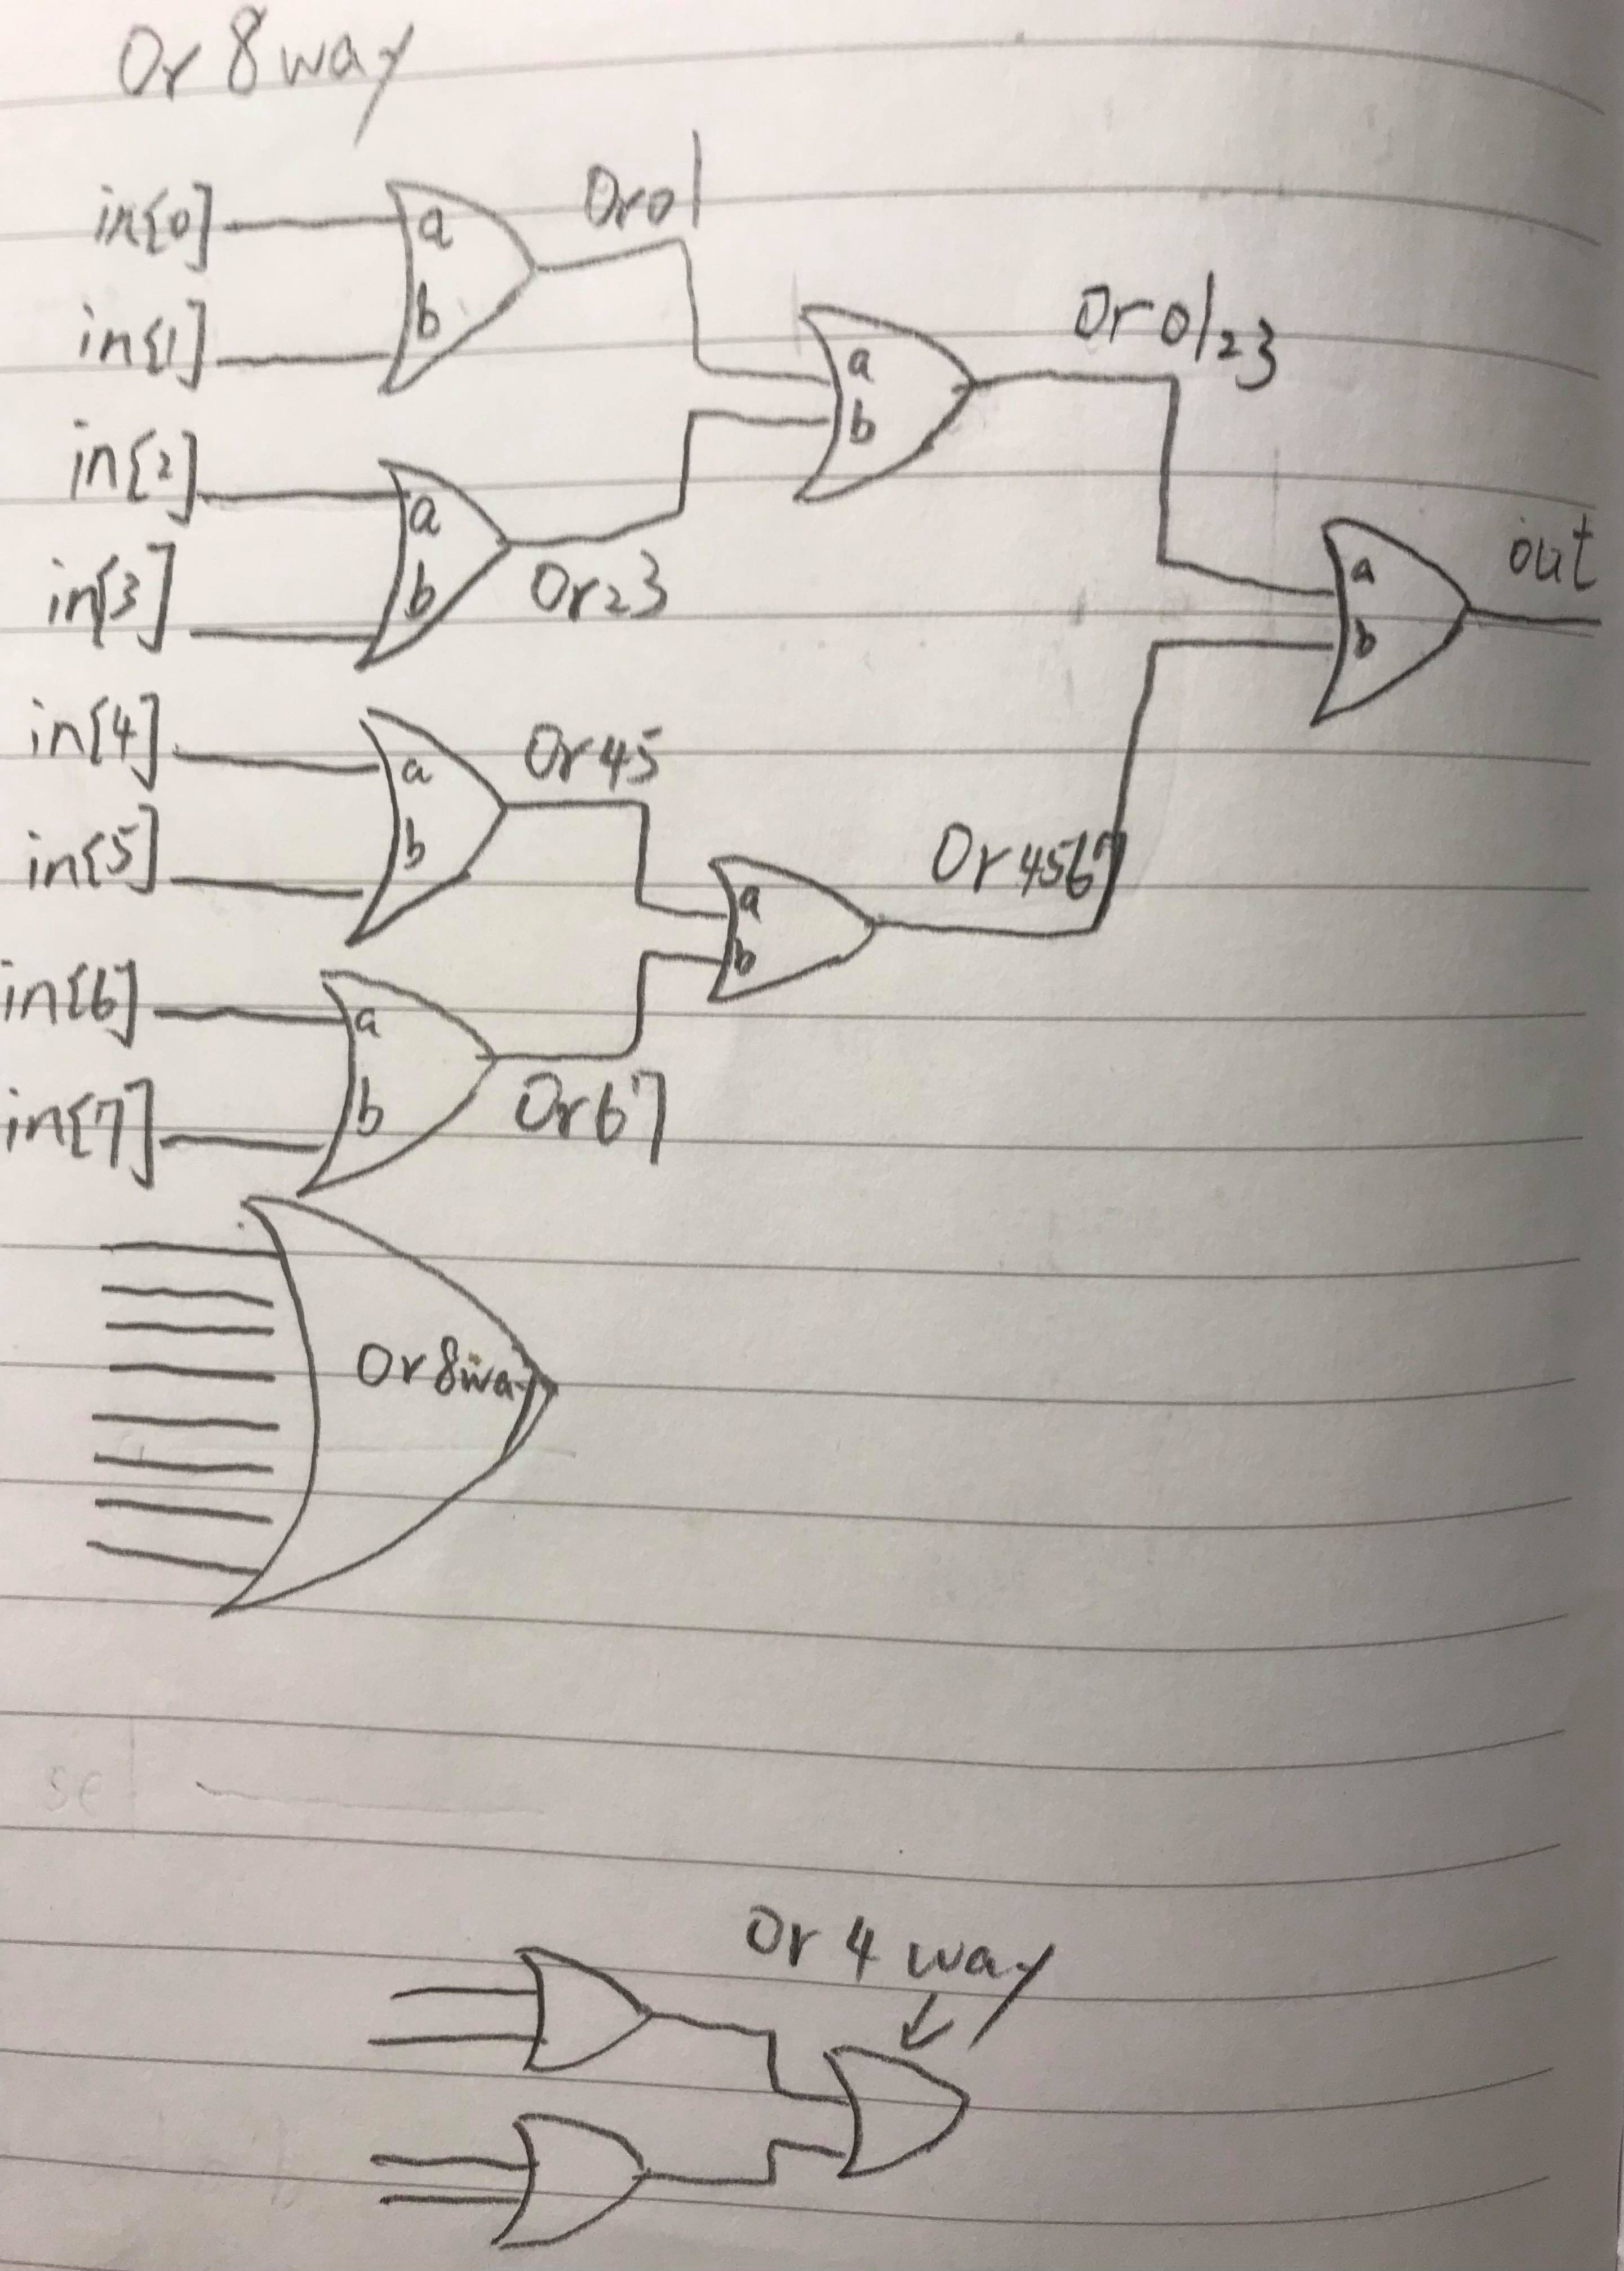 Or 8 way
in[0] a Or01
b
in[1]
Or0123
a
b
in[2] a
in[3] b Or23
out
a
b
in[4] a Or45
in[5] b
Or4567
a
b
in[6] a
in[7] b Or67
Or8way
se
Or 4 way